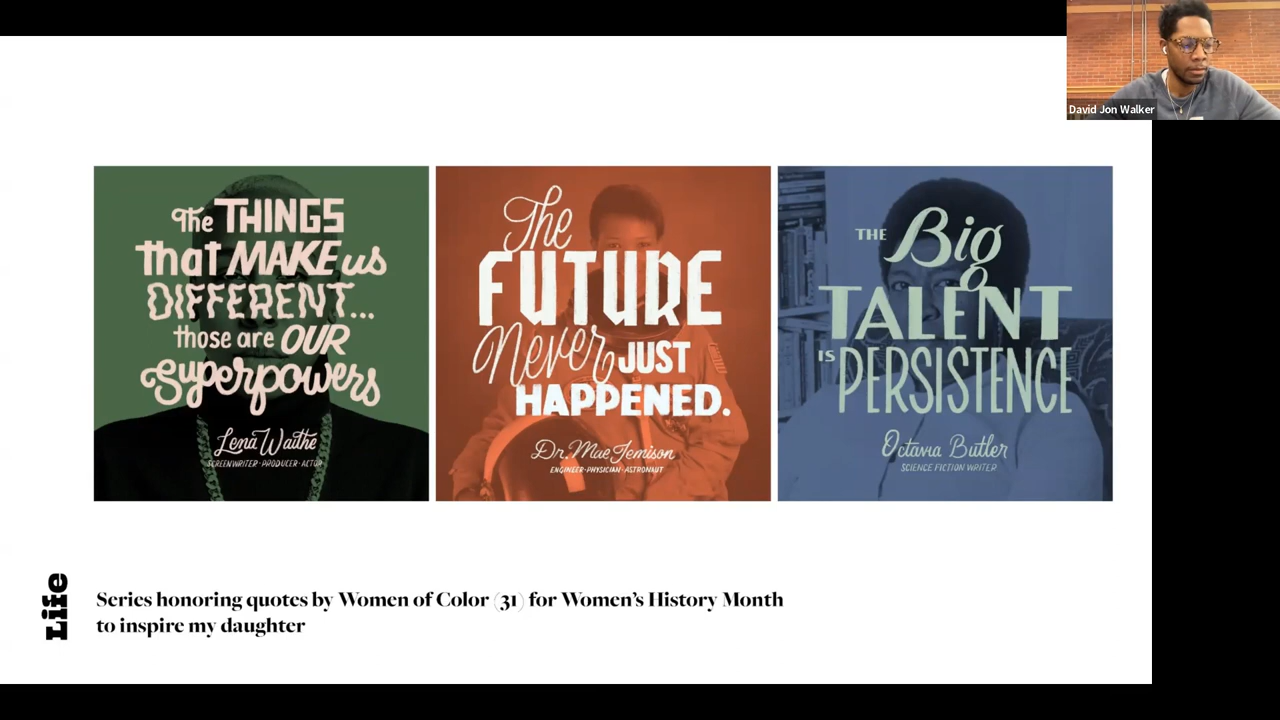 David Jon Walker
The THINGS
that MAKE us
DIFFERENT...
those are OUR
Superpowers
Lena Waithe
SCREENWRITER · PRODUCER · ACTOR
The
FUTURE
Never JUST
HAPPENED.
Dr. Mae Jemison
ENGINEER · PHYSICIAN · ASTRONAUT
THE Big
TALENT
IS PERSISTENCE
Octavia Butler
SCIENCE FICTION WRITER
Life
Series honoring quotes by Women of Color (31) for Women's History Month
to inspire my daughter